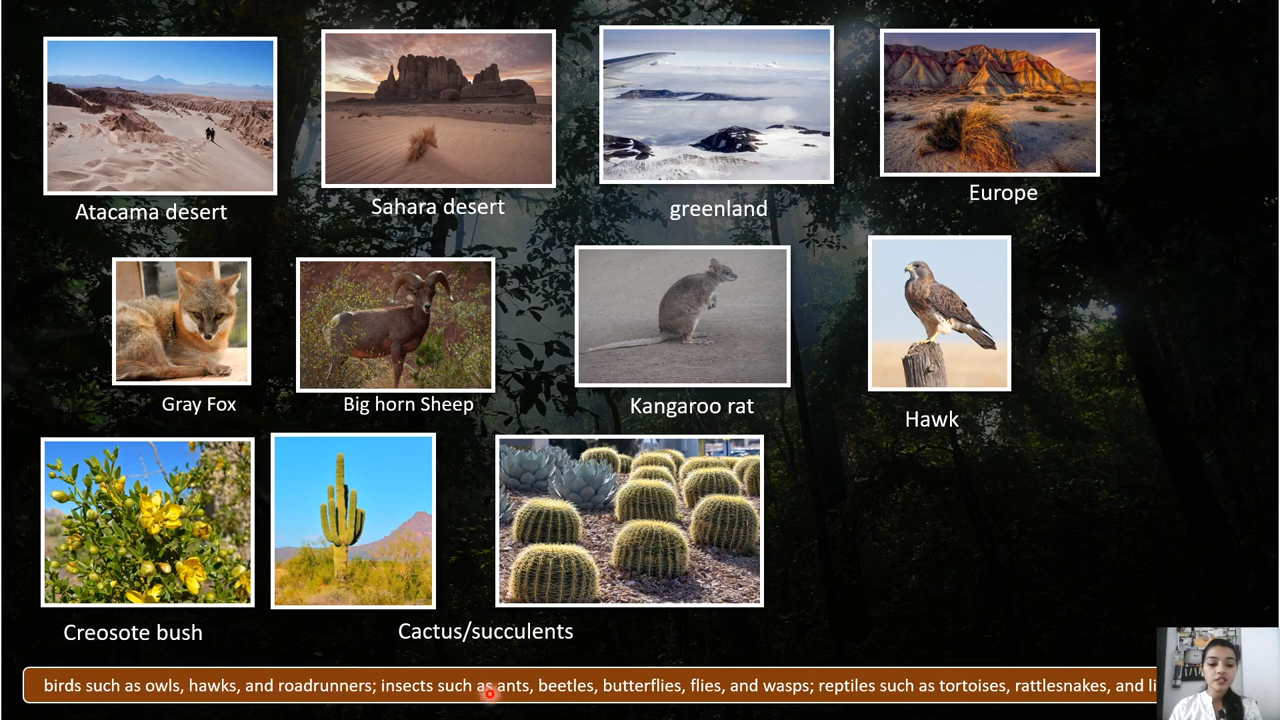 Atacama desert
Sahara desert
greenland
Europe
Gray Fox
Big horn Sheep
Kangaroo rat
Hawk
Creosote bush
Cactus/succulents
birds such as owls, hawks, and roadrunners; insects such as ants, beetles, butterflies, flies, and wasps; reptiles such as tortoises, rattlesnakes, and